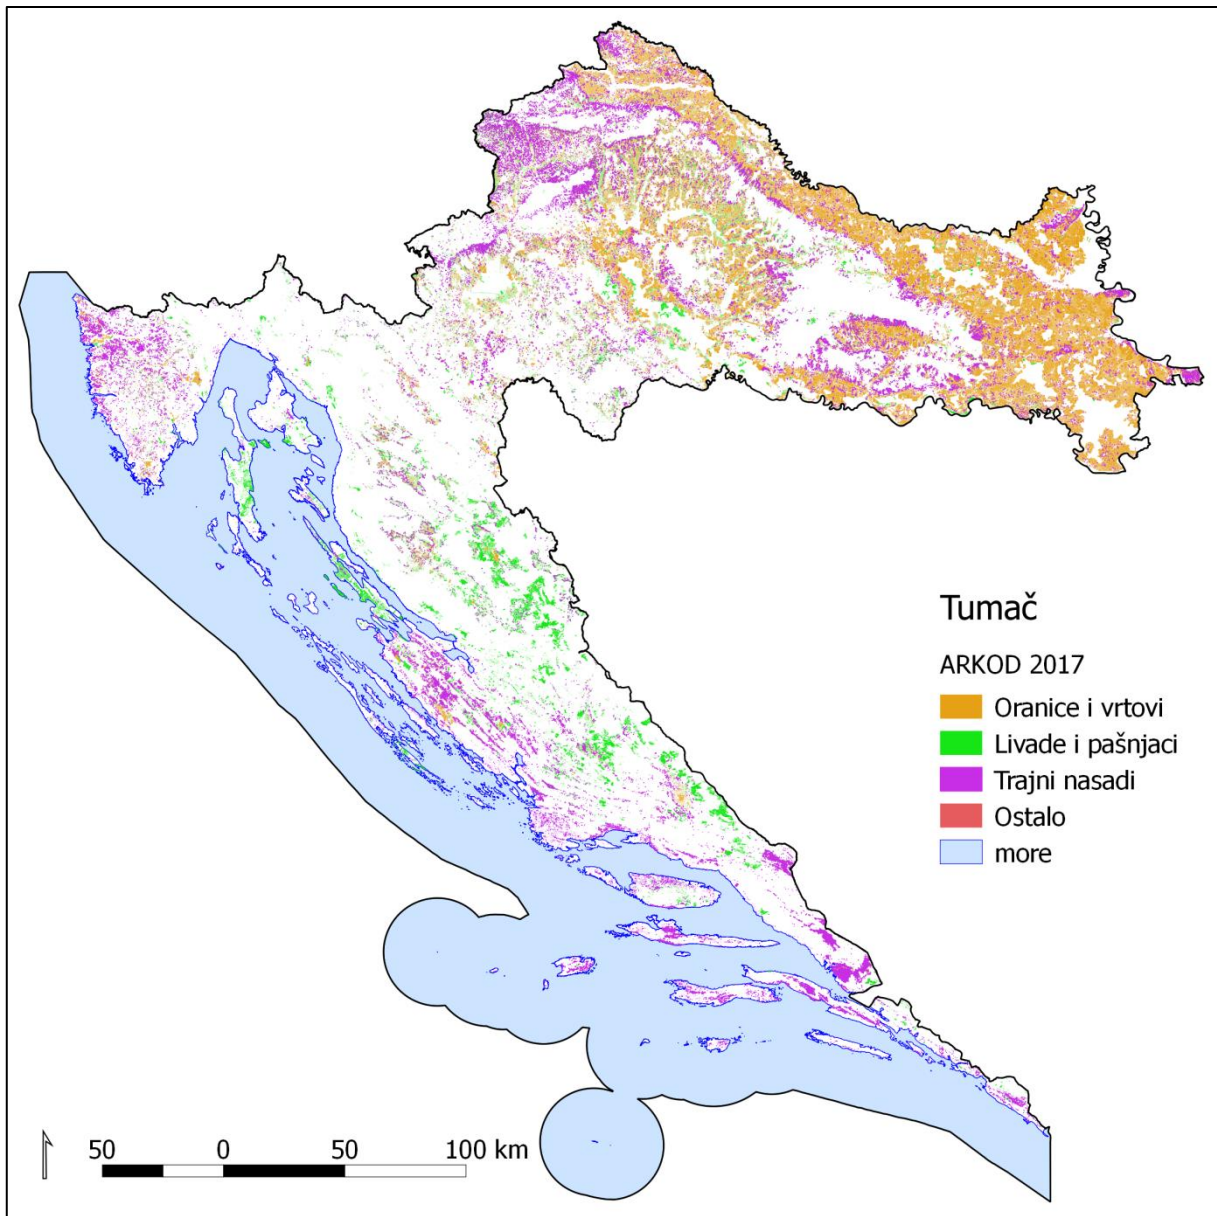 Tumač
ARKOD 2017
Oranice i vrtovi
Livade i pašnjaci
Trajni nasadi
Ostalo
more
50 0 50 100 km